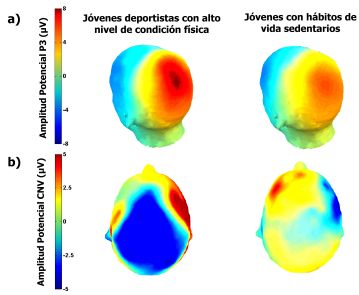 Jóvenes deportistas con alto
nivel de condición física
Jóvenes con hábitos de
vida sedentarios
a)
Amplitud Potencial P3 (μV)
8
4
0
-4
-8
b)
Amplitud Potencial CNV (μV)
5
2.5
0
-2.5
-5